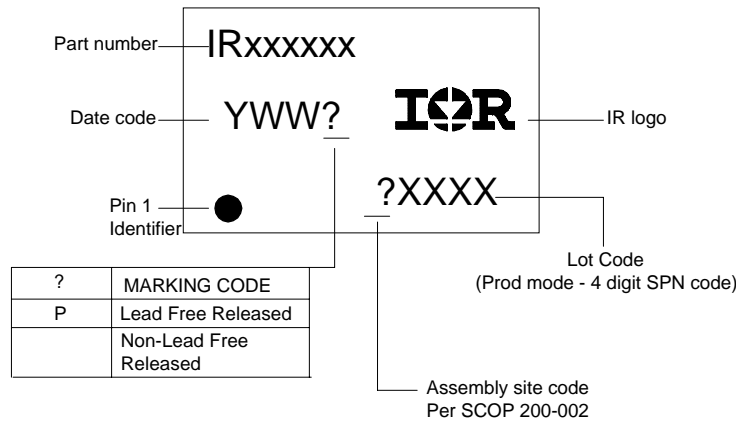 Part number
IRxxxxxx
Date code
YWW?
IOR
IR logo
?XXXX
Pin 1
Identifier
Lot Code
(Prod mode - 4 digit SPN code)
? MARKING CODE
P Lead Free Released
Non-Lead Free
Released
Assembly site code
Per SCOP 200-002